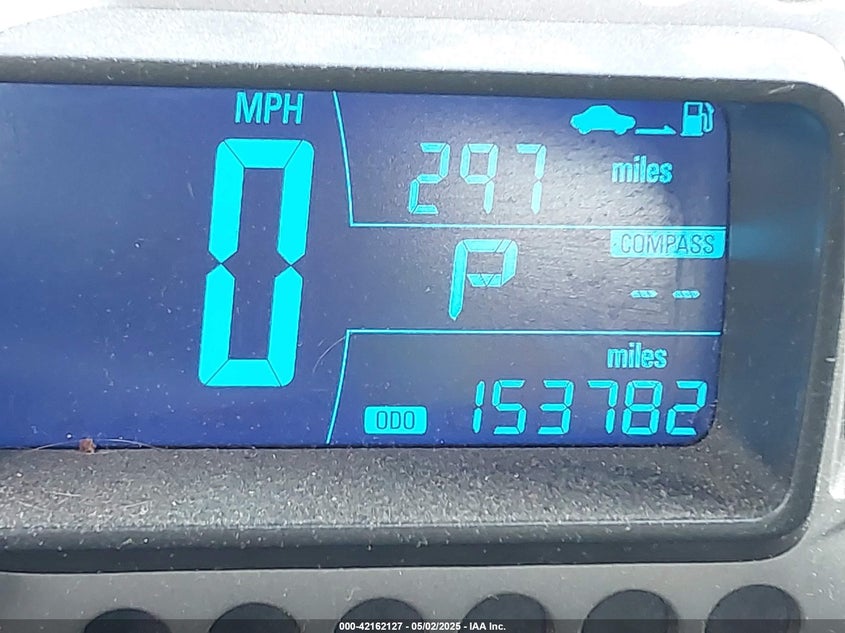 MPH
0
297 miles
P
COMPASS
--
miles
ODO 153782
000-42162127 - 05/02/2025 - IAA Inc.